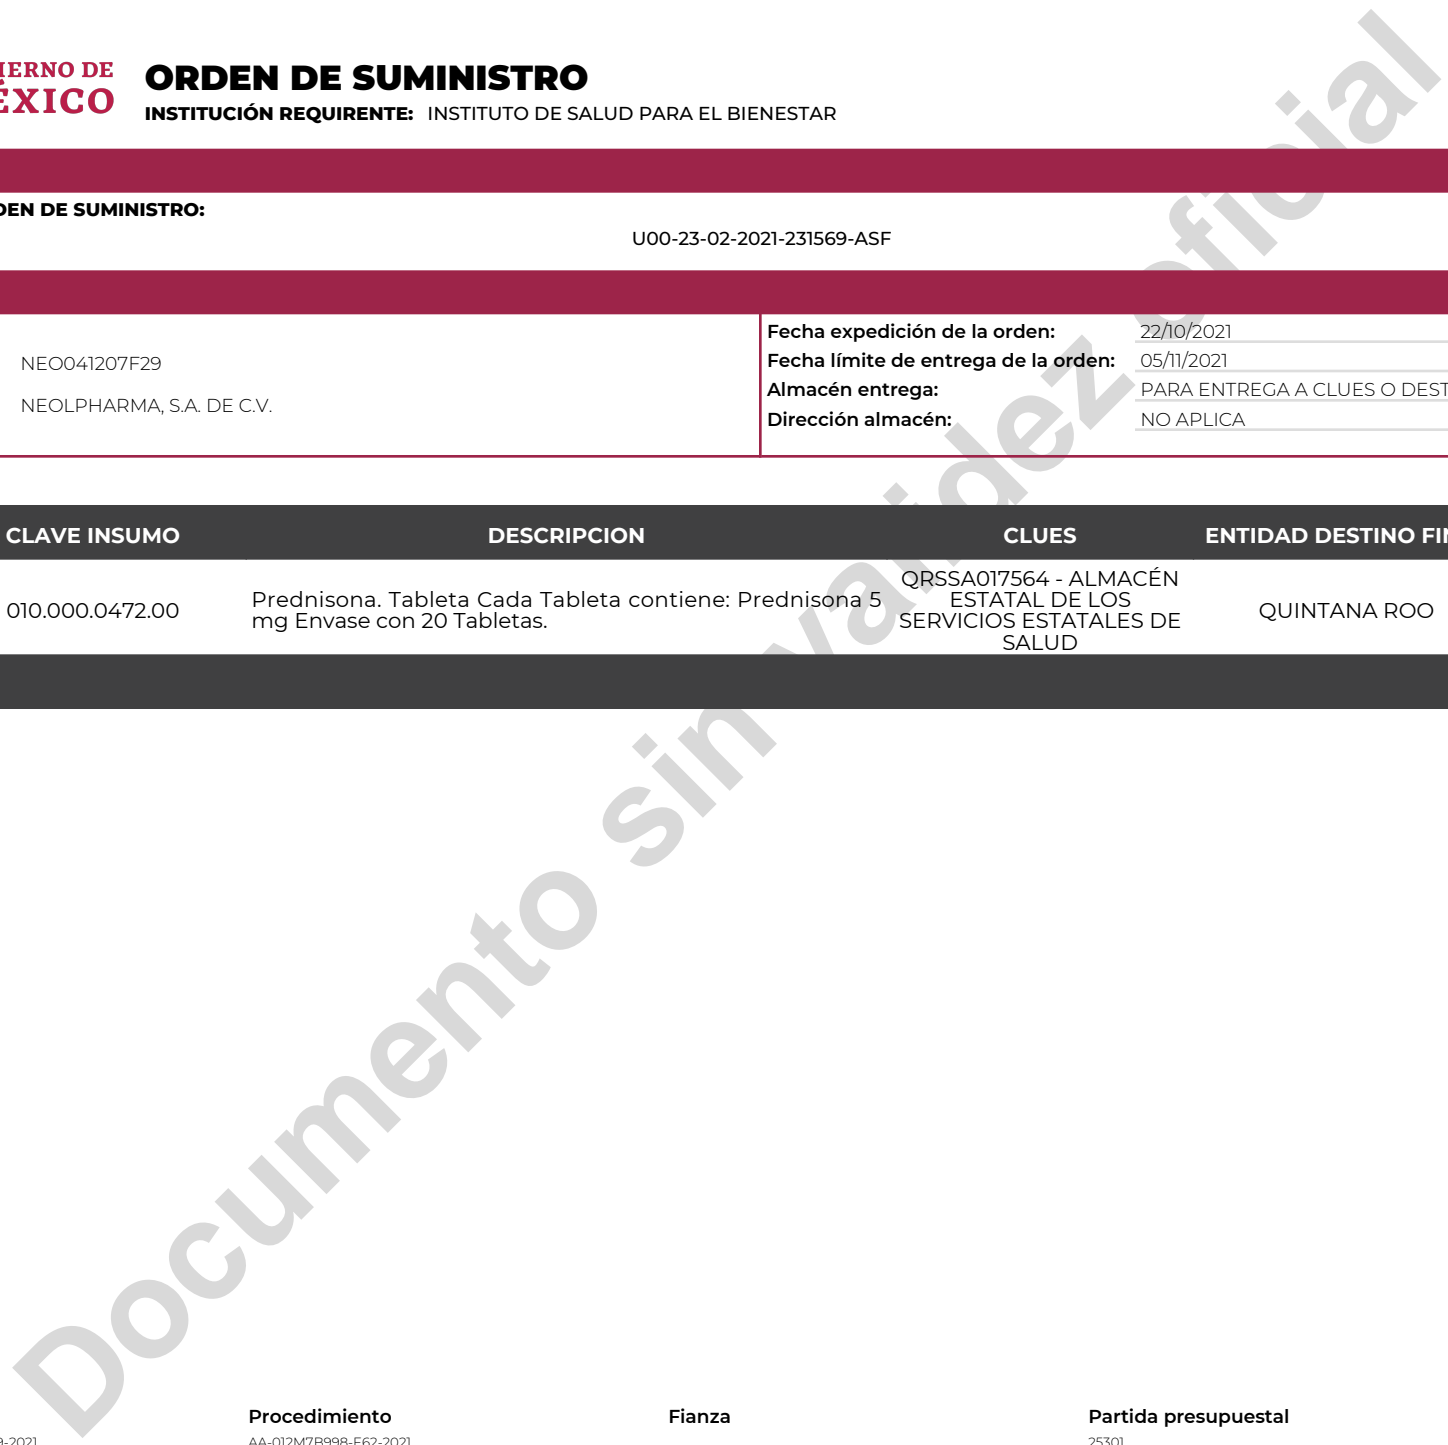 IERNO DE
ÉXICO
ORDEN DE SUMINISTRO
INSTITUCIÓN REQUIRENTE: INSTITUTO DE SALUD PARA EL BIENESTAR
DEN DE SUMINISTRO:
U00-23-02-2021-231569-ASF
NEO041207F29
NEOLPHARMA, S.A. DE C.V.
Fecha expedición de la orden: 22/10/2021
Fecha límite de entrega de la orden: 05/11/2021
Almacén entrega: PARA ENTREGA A CLUES O DEST
Dirección almacén: NO APLICA
CLAVE INSUMO DESCRIPCION CLUES ENTIDAD DESTINO FIN
010.000.0472.00
Prednisona. Tableta Cada Tableta contiene: Prednisona 5
mg Envase con 20 Tabletas.
QRSSA017564 - ALMACÉN
ESTATAL DE LOS
SERVICIOS ESTATALES DE
SALUD
QUINTANA ROO
Documento sin validez oficial
Procedimiento Fianza Partida presupuestal
9-2021 AA-012M7B998-E62-2021 25301